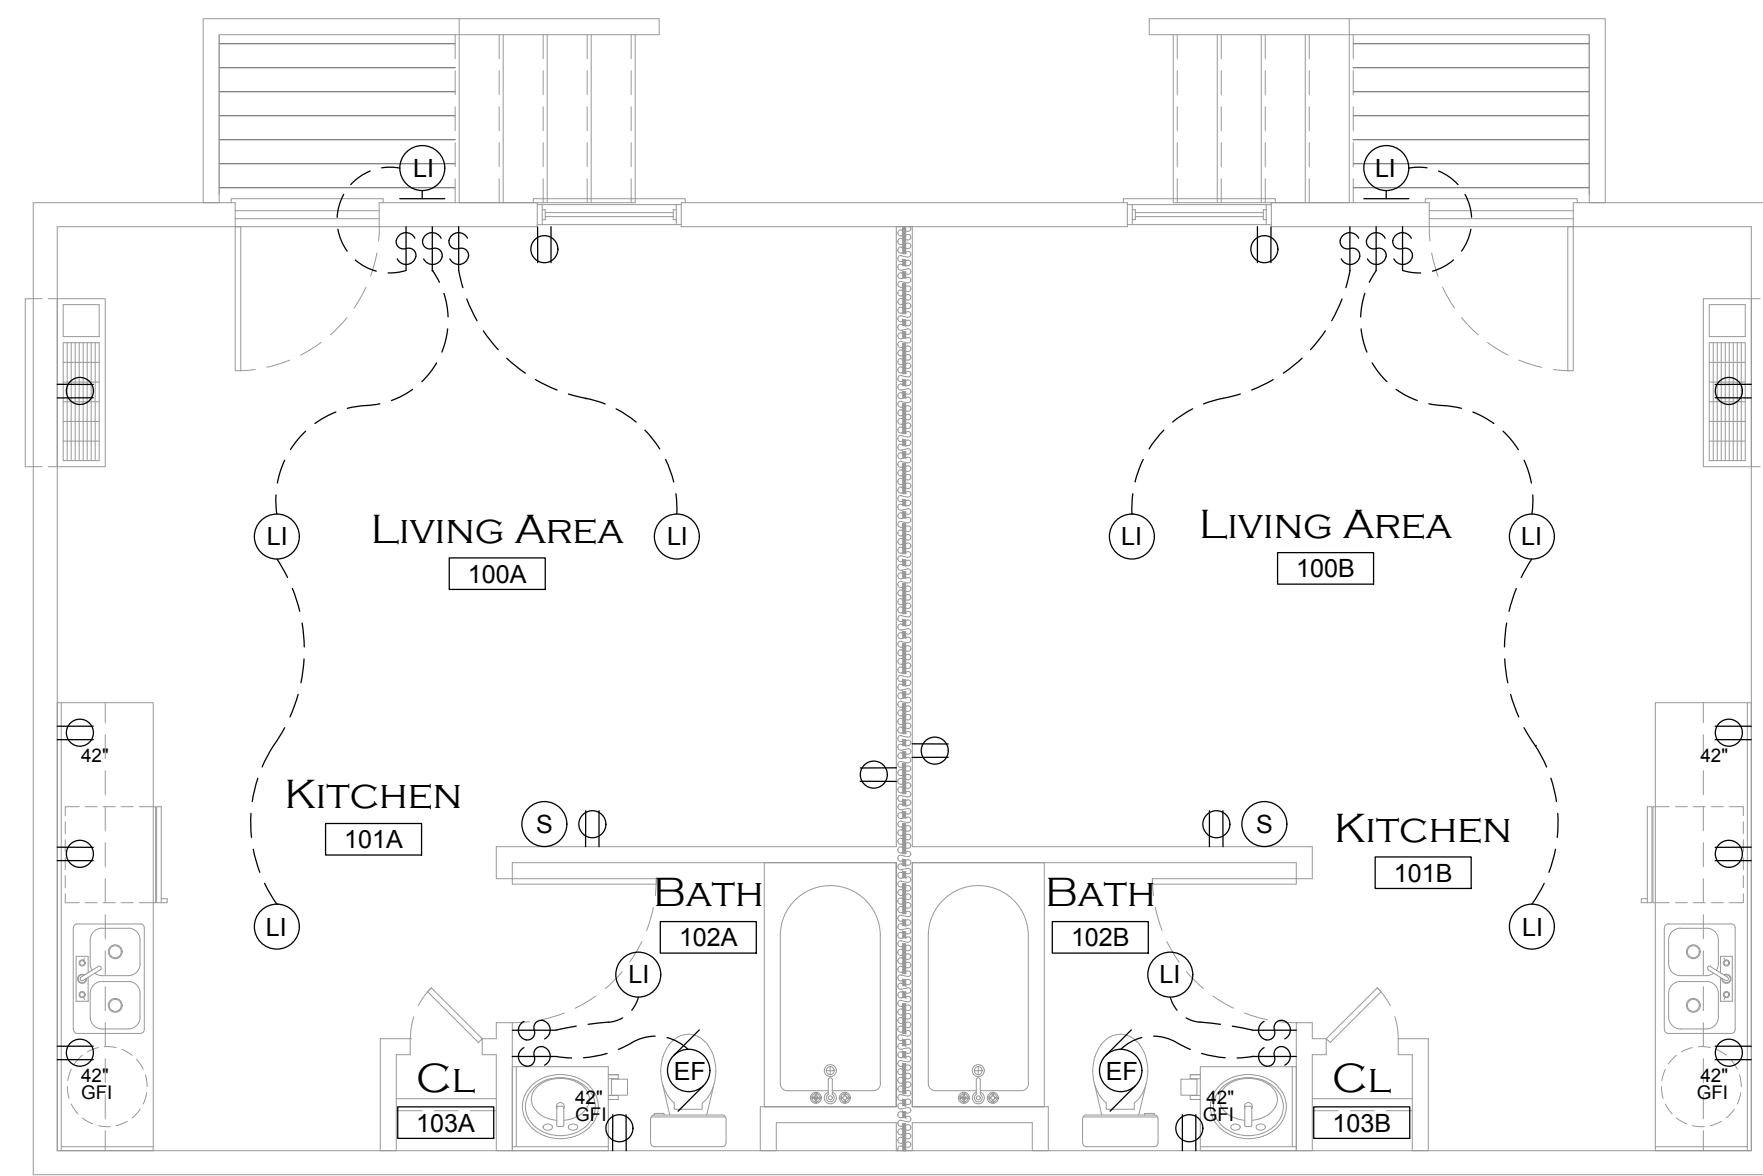 LI
LI
$ $ $
$ $ $
LI
LIVING AREA
100A
LI
LI
LIVING AREA
100B
LI
42"
42"
KITCHEN
101A
S
S
KITCHEN
101B
BATH
102A
BATH
102B
LI
LI
LI
LI
$
$
$
$
EF
EF
42"
GFI
CL
103A
42"
GFI
42"
GFI
CL
103B
42"
GFI